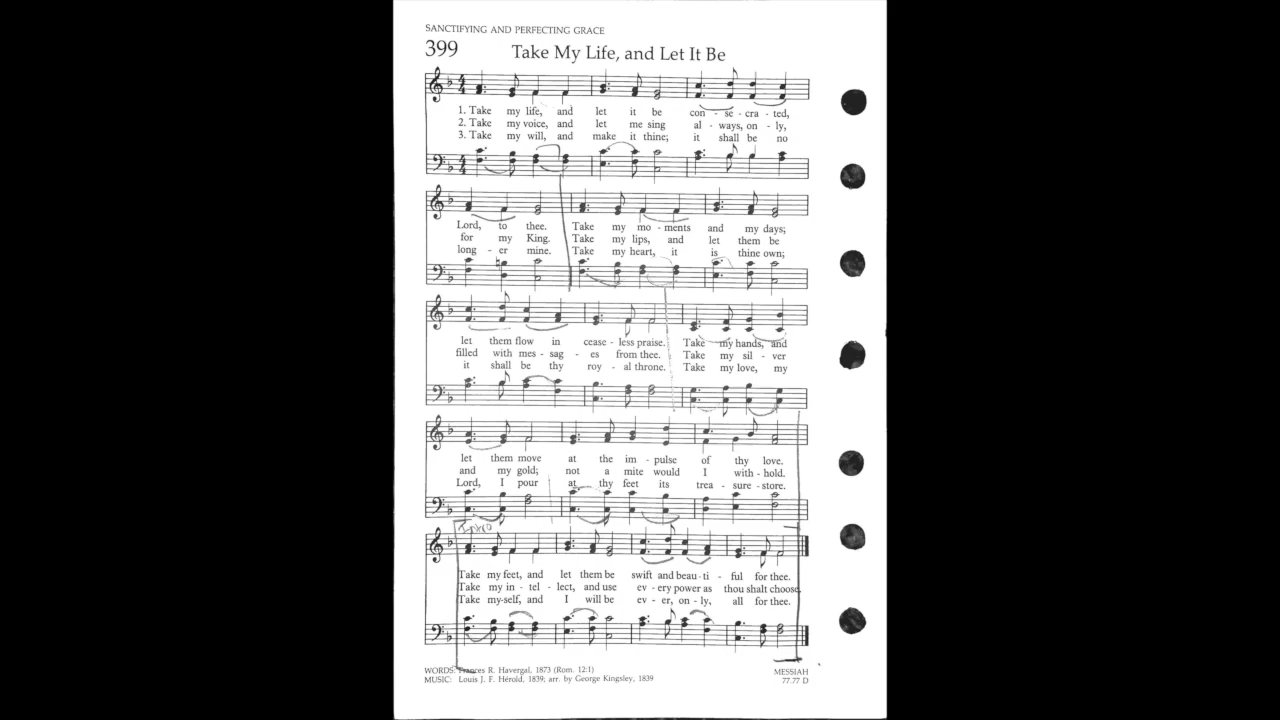 SANCTIFYING AND PERFECTING GRACE
399 Take My Life, and Let It Be
1. Take my life, and let it be con - se - cra - ted,
2. Take my voice, and let me sing al - ways, on - ly,
3. Take my will, and make it thine; it shall be no
Lord, to thee. Take my mo - ments and my days;
for my King. Take my lips, and let them be
long - er mine. Take my heart, it is thine own;
let them flow in cease - less praise. Take my hands, and
filled with mes - sag - es from thee. Take my sil - ver
it shall be thy roy - al throne. Take my love, my
let them move at the im - pulse of thy love.
and my gold; not a mite would I with - hold.
Lord, I pour at thy feet its trea - sure - store.
Intro
Take my feet, and let them be swift and beau - ti - ful for thee.
Take my in - tel - lect, and use ev - ery power as thou shalt choose.
Take my-self, and I will be ev - er, on - ly, all for thee.
WORDS: Frances R. Havergal, 1873 (Rom. 12:1) MESSIAH
MUSIC: Louis J. F. Hérold, 1839; arr. by George Kingsley, 1839 77.77 D